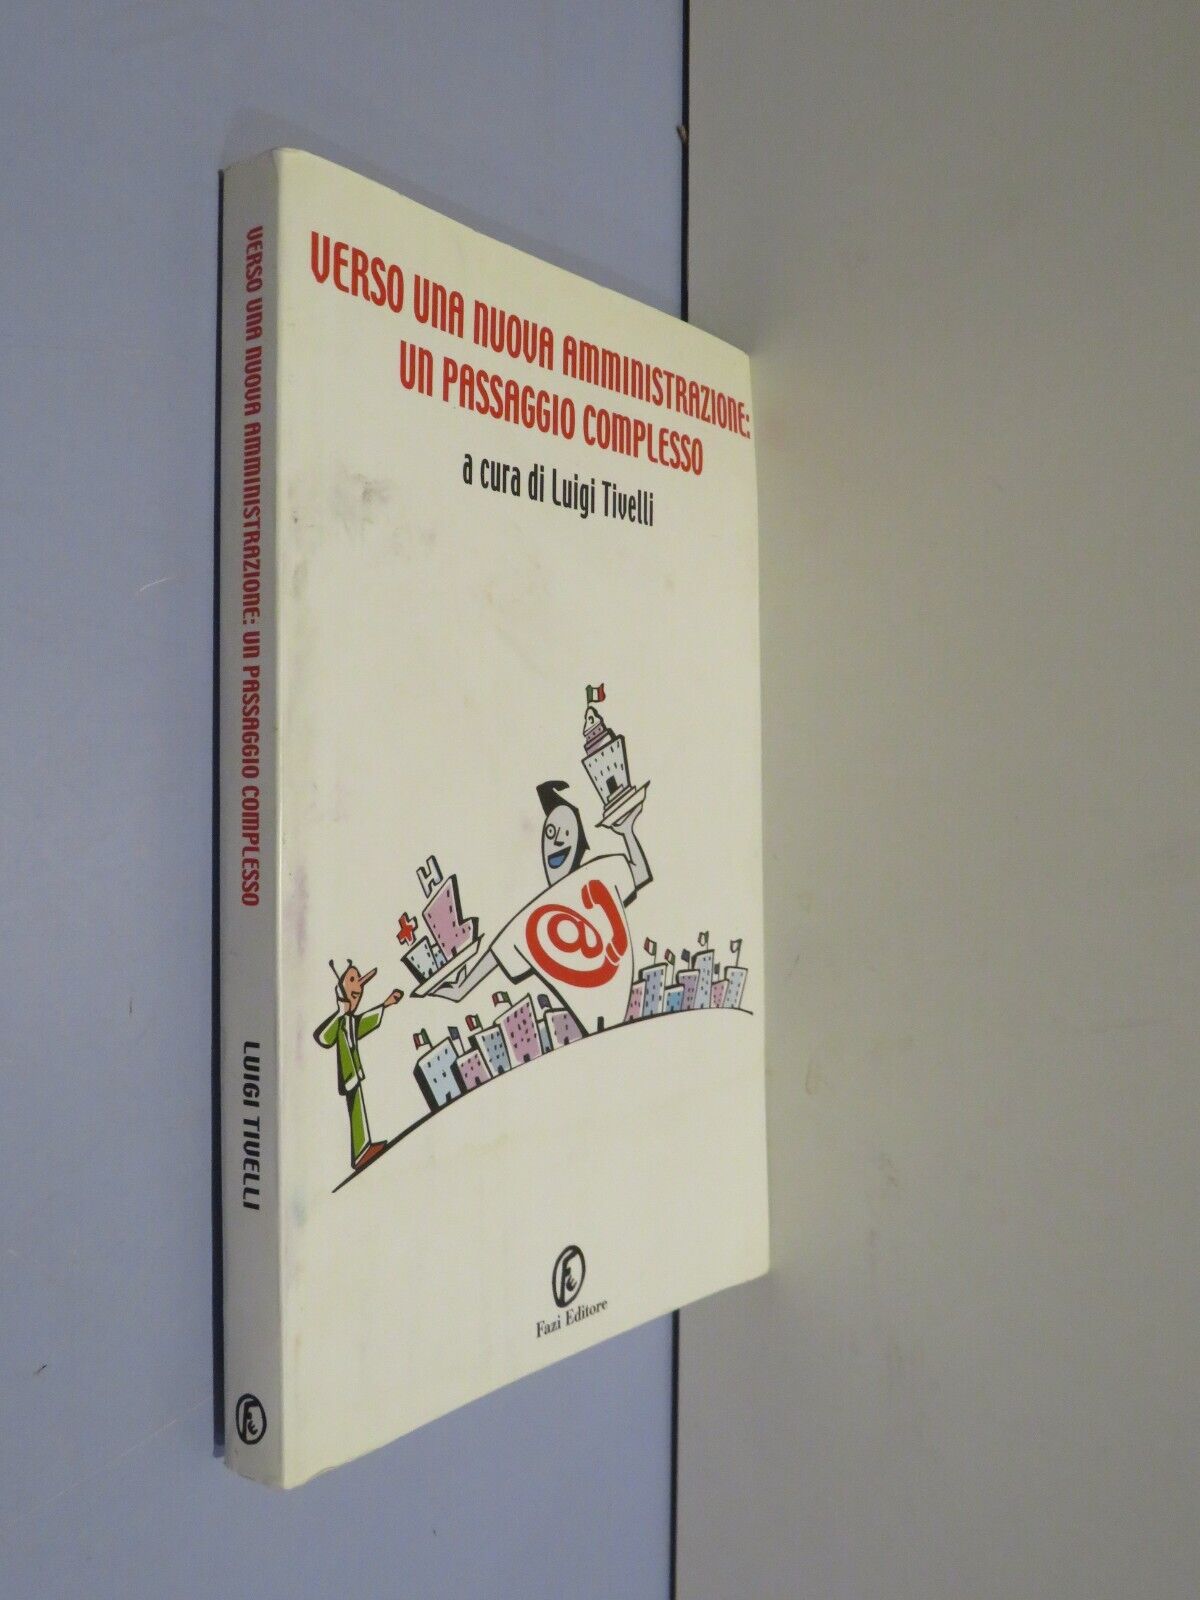 VERSO UNA NUOVA AMMINISTRAZIONE:
UN PASSAGGIO COMPLESSO
a cura di Luigi Tivelli
H
@
Fazi Editore
VERSO UNA NUOVA AMMINISTRAZIONE: UN PASSAGGIO COMPLESSO
LUIGI TIVELLI